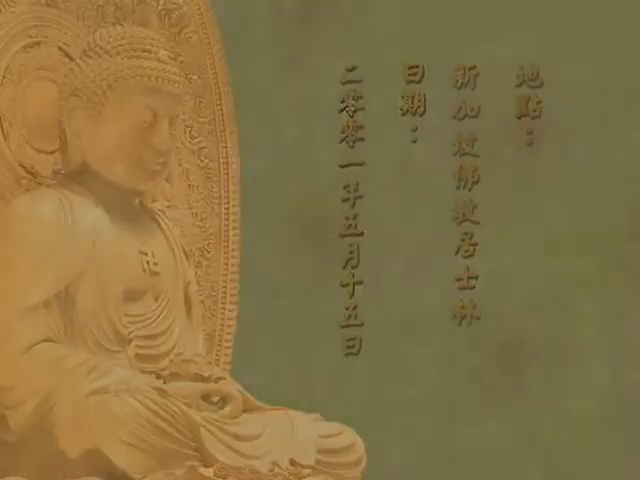 地點：
新加坡佛教居士林
日期：
二零零一年五月十五日